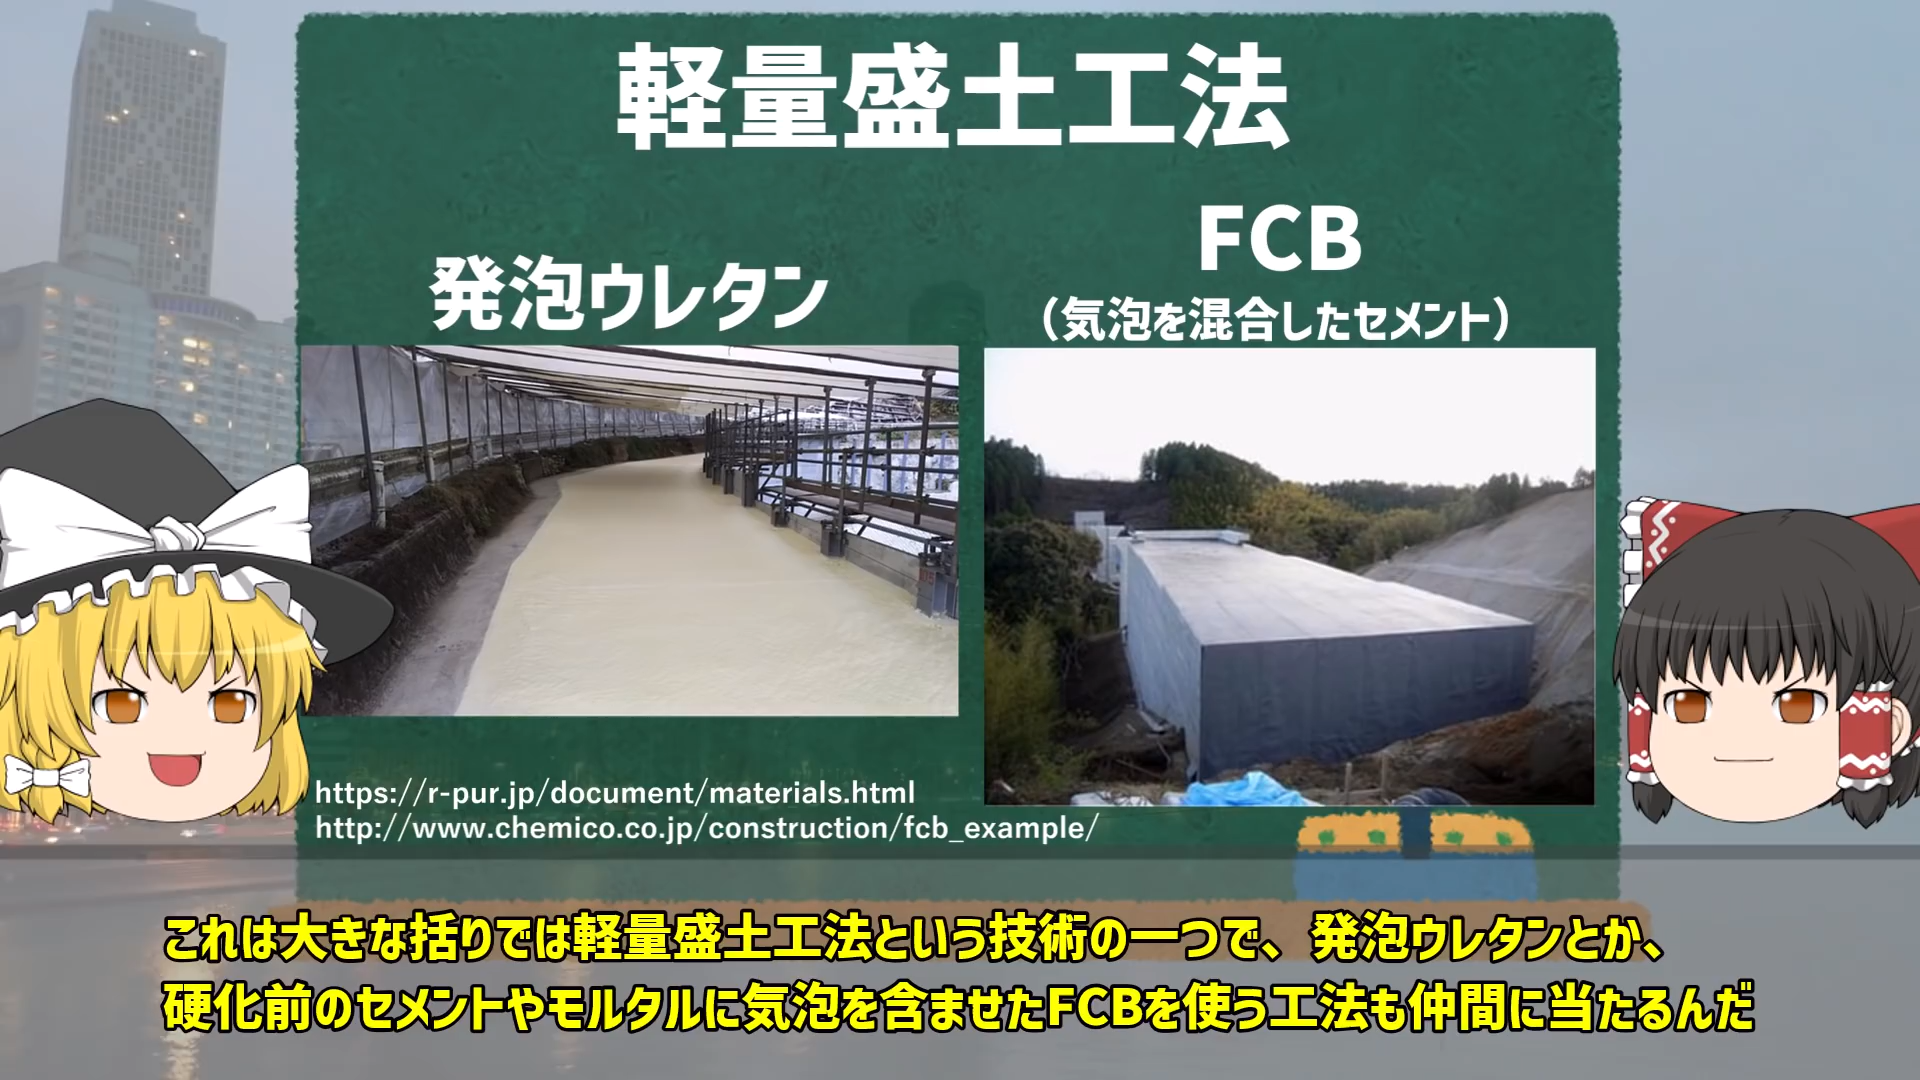 軽量盛土工法
発泡ウレタン
FCB
（気泡を混合したセメント）
https://r-pur.jp/document/materials.html
http://www.chemico.co.jp/construction/fcb_example/
これは大きな括りでは軽量盛土工法という技術の一つで、発泡ウレタンとか、
硬化前のセメントやモルタルに気泡を含ませたFCBを使う工法も仲間に当たるんだ